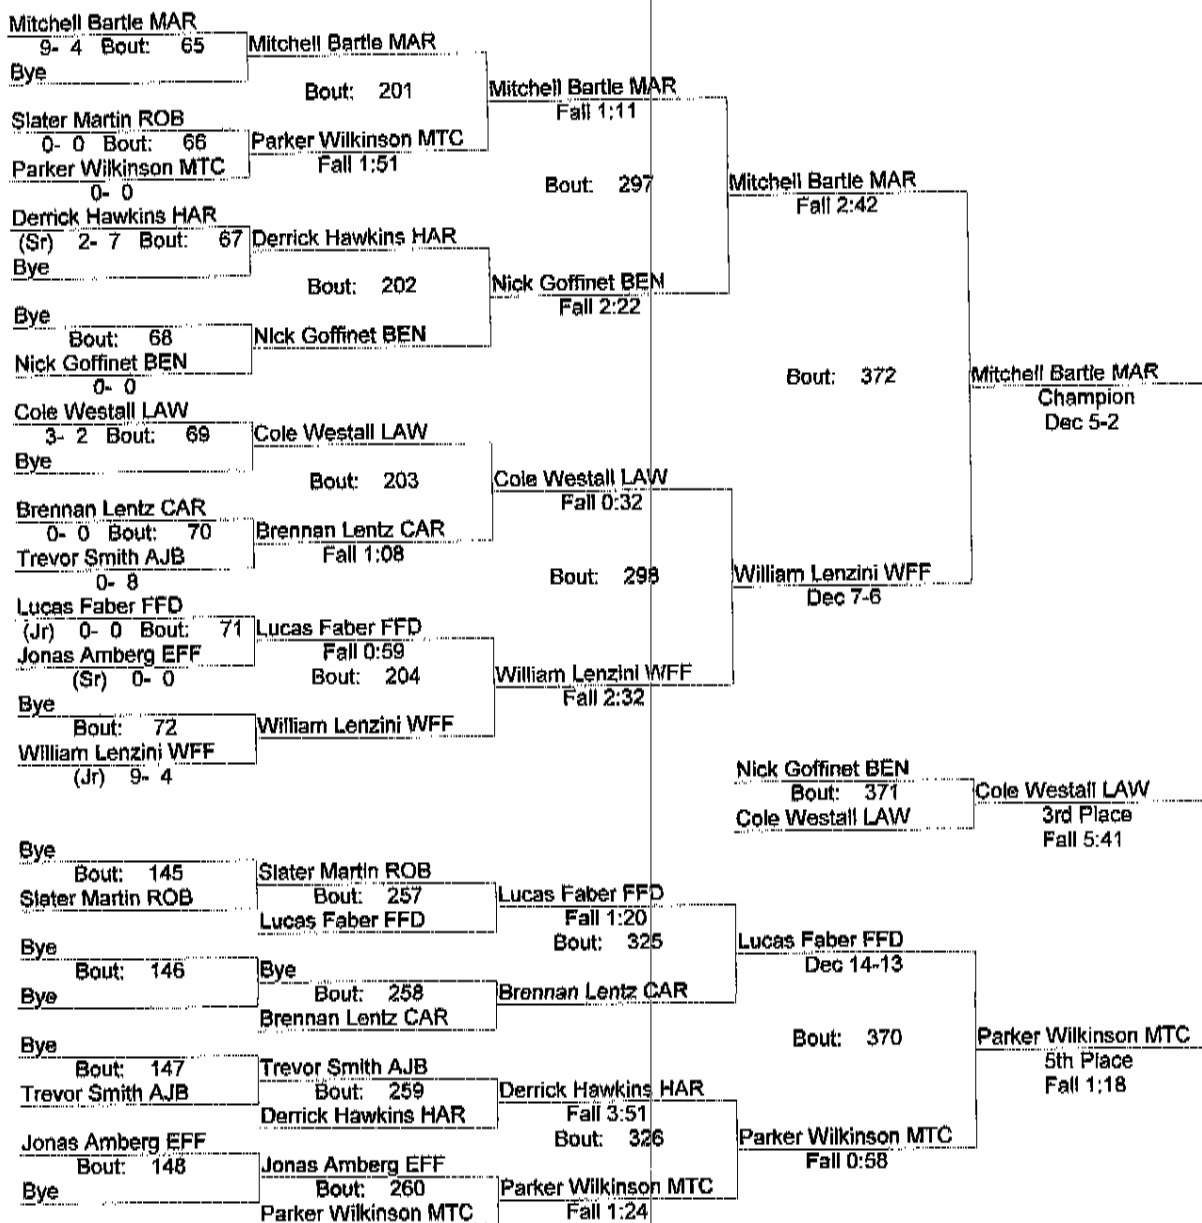 Mitchell Bartle MAR
9- 4 Bout: 65
Mitchell Bartle MAR
Bye
Bout: 201
Mitchell Bartle MAR
Fall 1:11
Slater Martin ROB
0- 0 Bout: 66
Parker Wilkinson MTC
Fall 1:51
Parker Wilkinson MTC
0- 0
Bout: 297
Mitchell Bartle MAR
Fall 2:42
Derrick Hawkins HAR
(Sr) 2- 7 Bout: 67
Derrick Hawkins HAR
Bye
Bout: 202
Nick Goffinet BEN
Fall 2:22
Bye
Bout: 68
Nick Goffinet BEN
Nick Goffinet BEN
0- 0
Bout: 372
Mitchell Bartle MAR
Champion
Dec 5-2
Cole Westall LAW
3- 2 Bout: 69
Cole Westall LAW
Bye
Bout: 203
Cole Westall LAW
Fall 0:32
Brennan Lentz CAR
0- 0 Bout: 70
Brennan Lentz CAR
Fall 1:08
Trevor Smith AJB
0- 8
Bout: 298
William Lenzini WFF
Dec 7-6
Lucas Faber FFD
(Jr) 0- 0 Bout: 71
Lucas Faber FFD
Fall 0:59
Jonas Amberg EFF
(Sr) 0- 0
Bout: 204
William Lenzini WFF
Fall 2:32
Bye
Bout: 72
William Lenzini WFF
William Lenzini WFF
(Jr) 9- 4
Nick Goffinet BEN
Bout: 371
Cole Westall LAW
Cole Westall LAW
3rd Place
Fall 5:41
Bye
Bout: 145
Slater Martin ROB
Slater Martin ROB
Bout: 257
Lucas Faber FFD
Lucas Faber FFD
Fall 1:20
Bout: 325
Lucas Faber FFD
Dec 14-13
Bye
Bout: 146
Bye
Bye
Bout: 258
Brennan Lentz CAR
Brennan Lentz CAR
Bout: 370
Parker Wilkinson MTC
5th Place
Fall 1:18
Bye
Bout: 147
Trevor Smith AJB
Trevor Smith AJB
Bout: 259
Derrick Hawkins HAR
Derrick Hawkins HAR
Fall 3:51
Bout: 326
Parker Wilkinson MTC
Fall 0:58
Jonas Amberg EFF
Bout: 148
Bye
Jonas Amberg EFF
Bout: 260
Parker Wilkinson MTC
Parker Wilkinson MTC
Fall 1:24